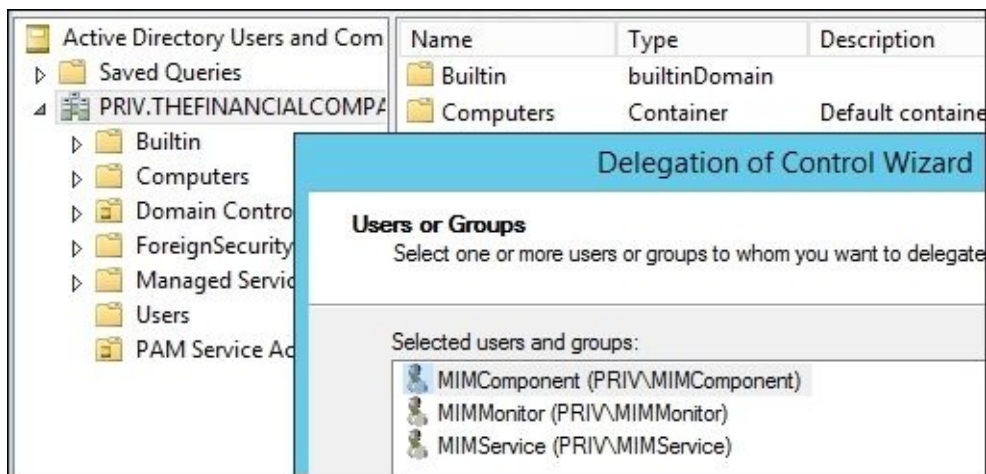 Active Directory Users and Com
Saved Queries
PRIV.THEFINANCIALCOMPA
Builtin
Computers
Domain Contro
ForeignSecurity
Managed Servic
Users
PAM Service Ac
Name Type Description
Builtin builtinDomain
Computers Container Default containe
Delegation of Control Wizard
Users or Groups
Select one or more users or groups to whom you want to delegate
Selected users and groups:
MIMComponent (PRIV\MIMComponent)
MIMMonitor (PRIV\MIMMonitor)
MIMService (PRIV\MIMService)